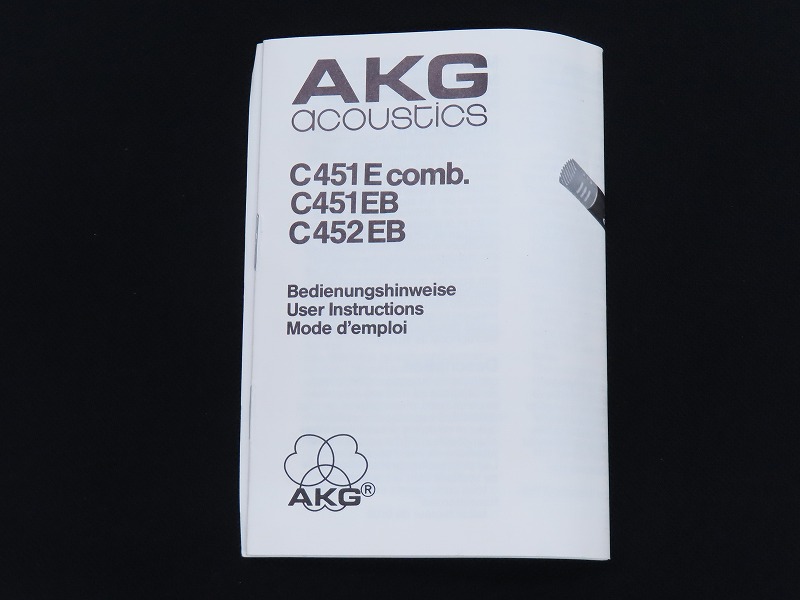 AKG
acoustics
C451E comb.
C451EB
C452EB
Bedienungshinweise
User Instructions
Mode d'emploi
AKG®